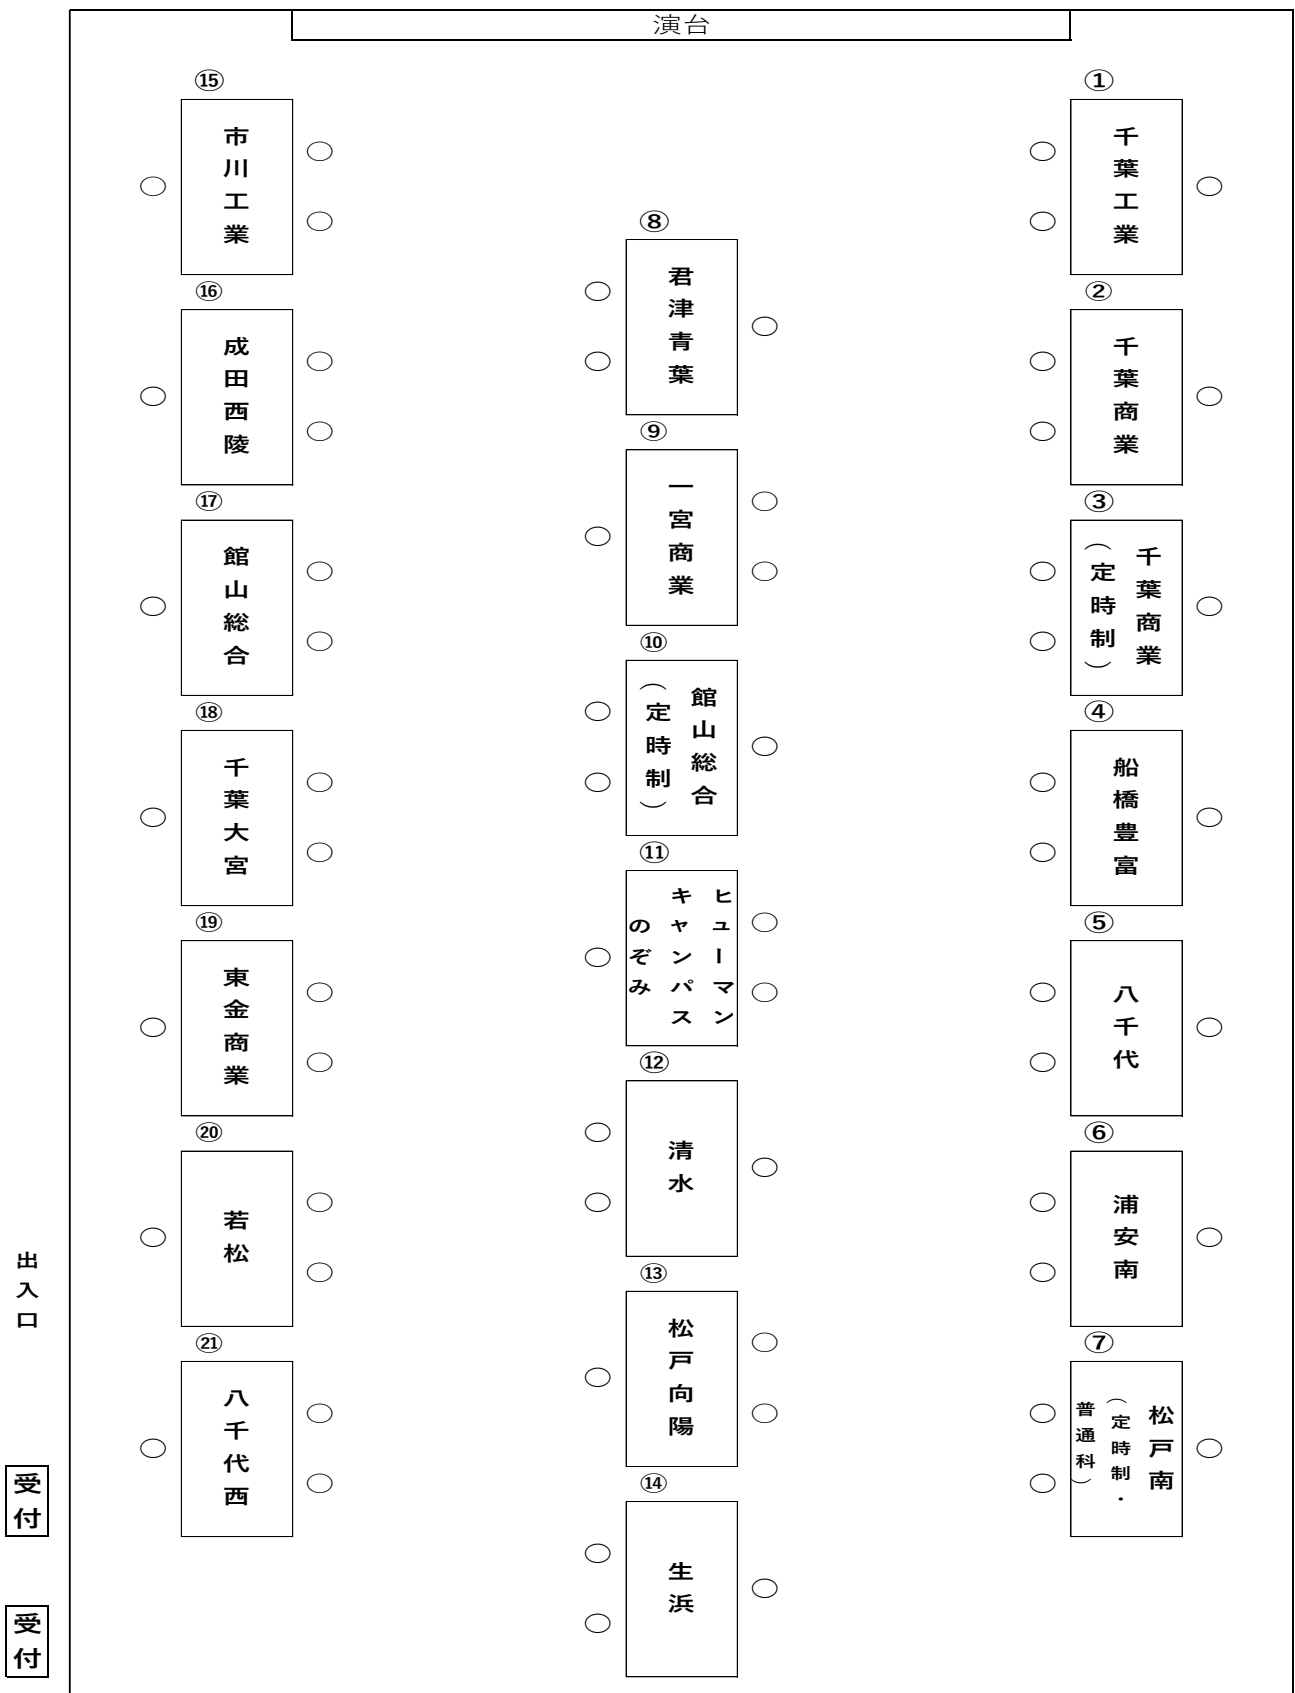 演台
①
千葉工業
②
千葉商業
③
千葉商業
（定時制）
④
船橋豊富
⑤
八千代
⑥
浦安南
⑦
松戸南
（定時制・
普通科）
⑧
君津青葉
⑨
一宮商業
⑩
館山総合
（定時制）
⑪
ヒューマン
キャンパス
のぞみ
⑫
清水
⑬
松戸向陽
⑭
生浜
⑮
市川工業
⑯
成田西陵
⑰
館山総合
⑱
千葉大宮
⑲
東金商業
⑳
若松
㉑
八千代西
出入口
受付
受付